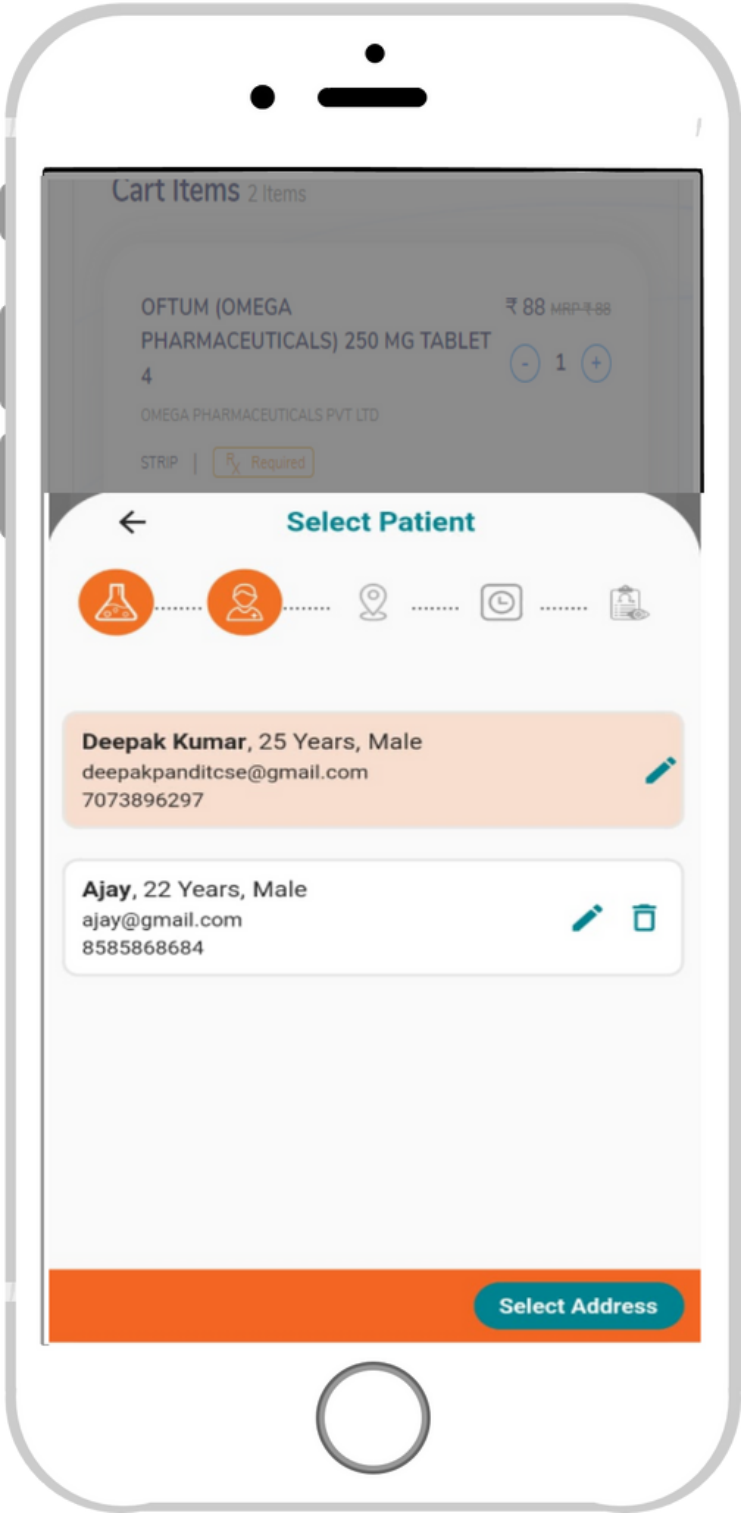 Cart Items 2 Items
OFTUM (OMEGA ₹ 88 MRP ₹ 88
PHARMACEUTICALS) 250 MG TABLET
- 1 +
4
OMEGA PHARMACEUTICALS PVT LTD
STRIP | Rx Required
Select Patient
Deepak Kumar, 25 Years, Male
deepakpanditcse@gmail.com
7073896297
Ajay, 22 Years, Male
ajay@gmail.com
8585868684
Select Address